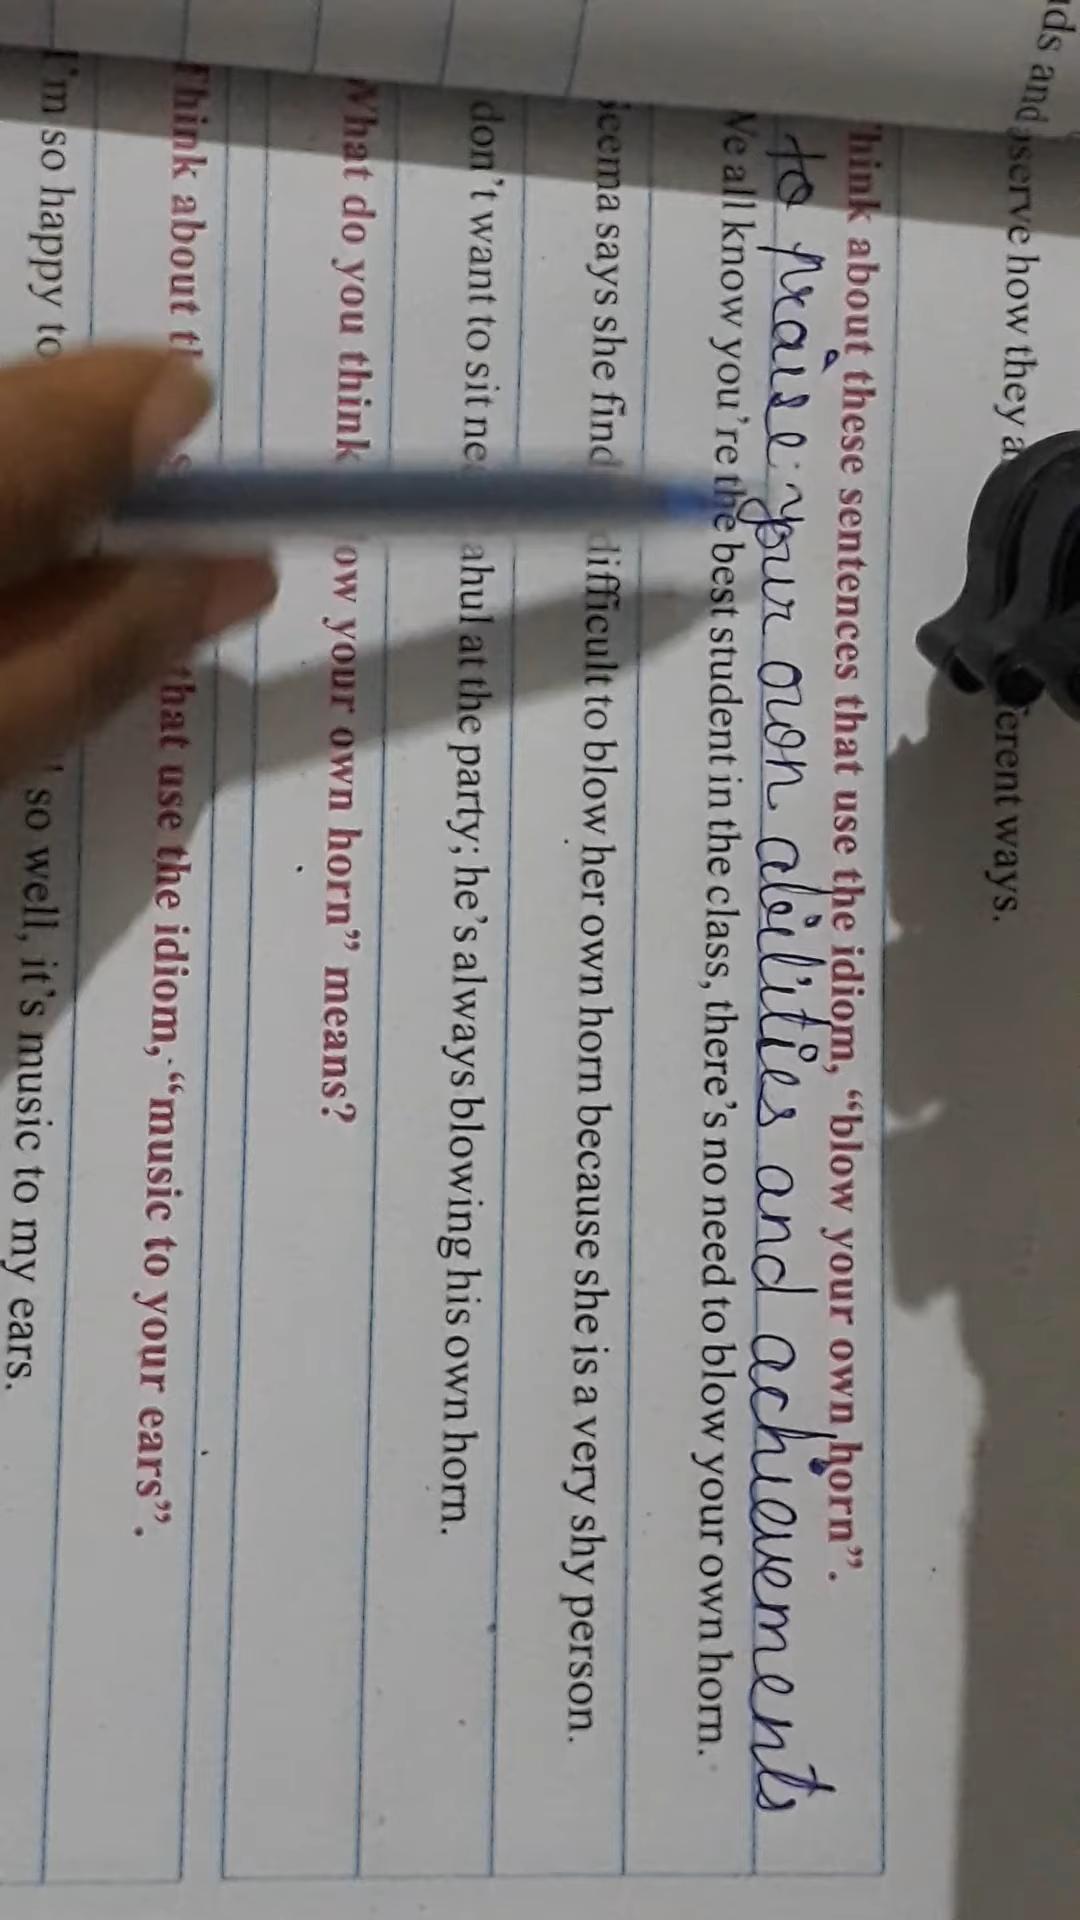 and
serve how they
erent ways.
hink about these sentences that use the idiom, “blow your own horn”.
to praise your own abilities and achievements
We all know you’re the best student in the class, there’s no need to blow your own horn.
says she find difficult to blow her own horn because she is a very shy person.
don’t want to sit ahul at the party; he’s always blowing his own horn.
What do you think ow your own horn” means?
Think about that use the idiom, “music to your ears”.
I’m so happy to so well, it’s music to my ears.